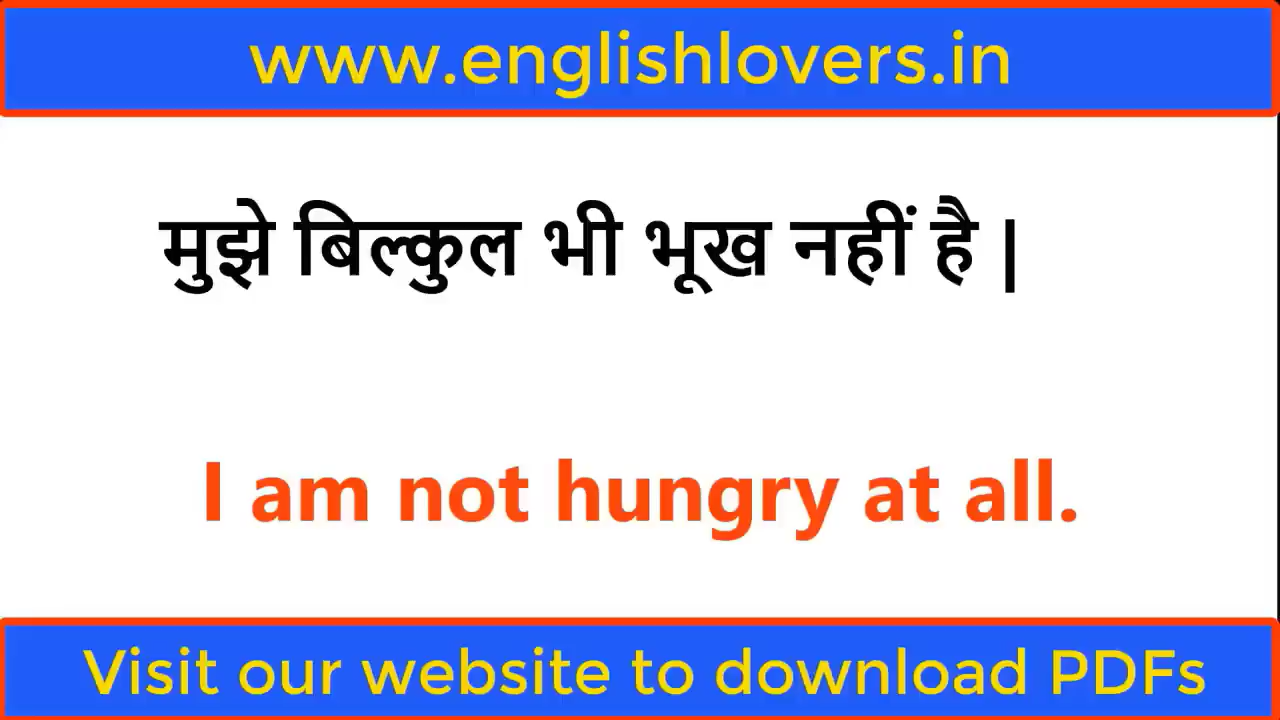 www.englishlovers.in
मुझे बिल्कुल भी भूख नहीं है |
I am not hungry at all.
Visit our website to download PDFs